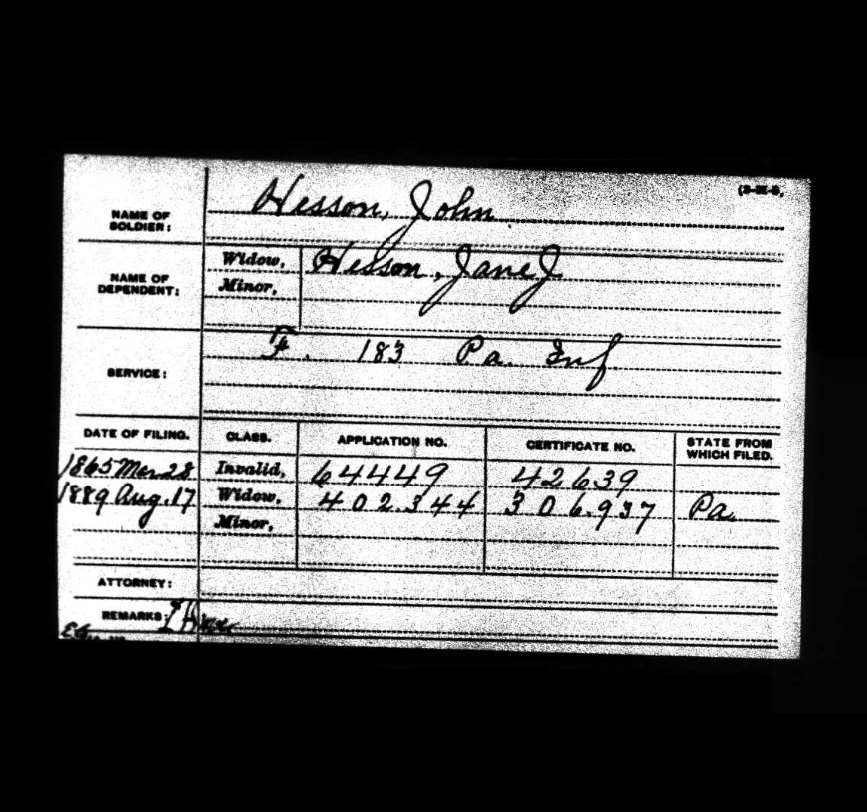 NAME OF SOLDIER: Hesson, John
NAME OF DEPENDENT: Widow, Hesson, Jane J
Minor,
SERVICE: F. 183 Pa. Inf
DATE OF FILING. CLASS. APPLICATION NO. CERTIFICATE NO. STATE FROM WHICH FILED.
1865 Mar 28 Invalid, 64449 42639
1889 Aug. 17 Widow, 402.344 306.937 Pa.
Minor,
ATTORNEY:
REMARKS: